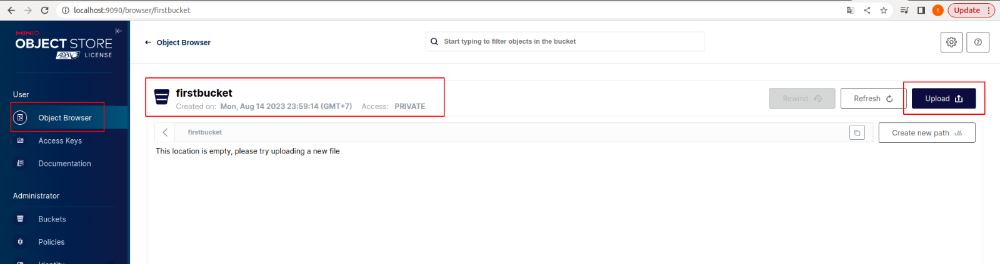 localhost:9090/browser/firstbucket
Update
MINIO
OBJECT STORE
AGPLv3 LICENSE
← Object Browser
Start typing to filter objects in the bucket
User
Object Browser
Access Keys
Documentation
Administrator
Buckets
Policies
Identity
firstbucket
Created on: Mon, Aug 14 2023 23:59:14 (GMT+7) Access: PRIVATE
Rewind
Refresh
Upload
firstbucket
Create new path
This location is empty, please try uploading a new file